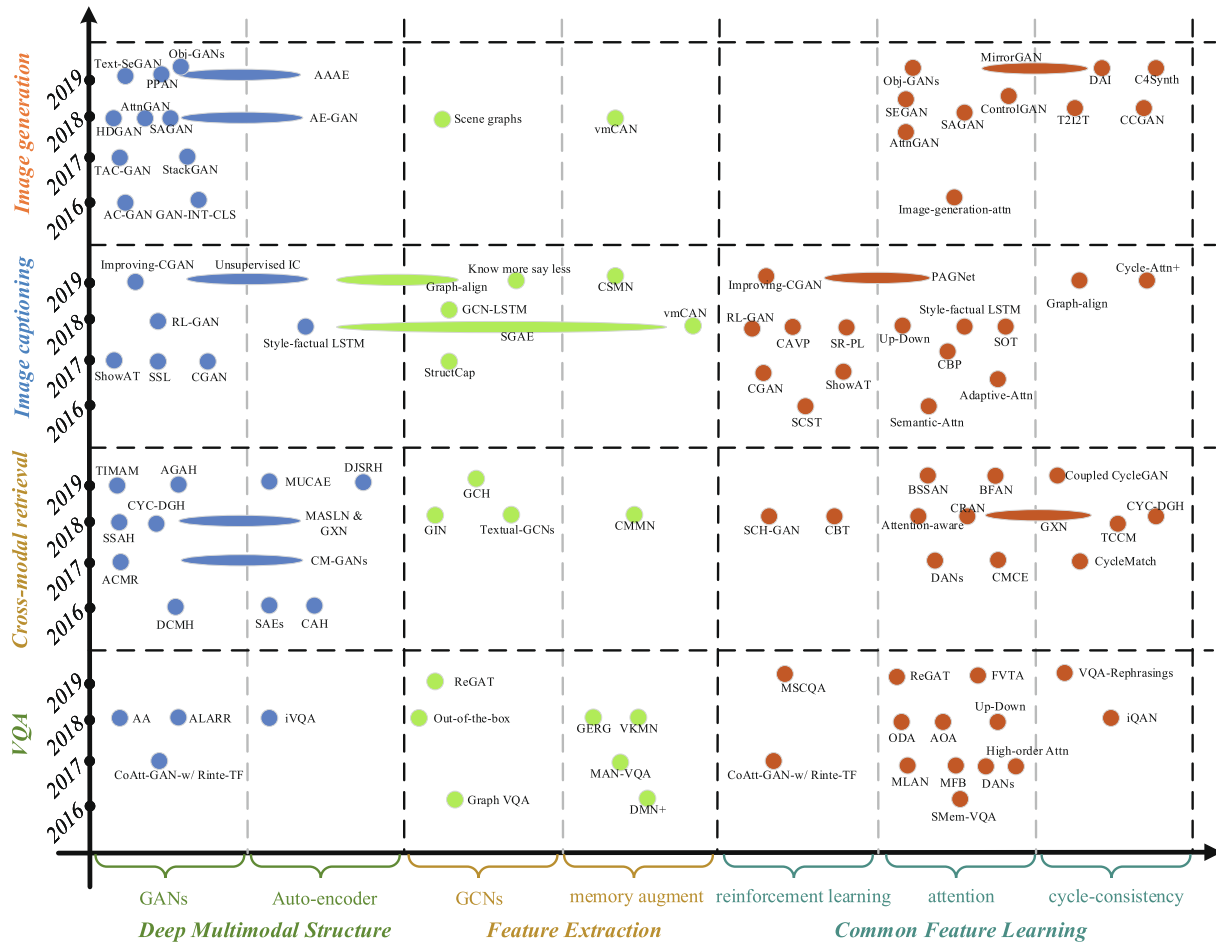 Image generation
2019
2018
2017
2016
Obj-GANs
Text-SeGAN
PPAN
AAAE
AttnGAN
HDGAN
SAGAN
AE-GAN
TAC-GAN
StackGAN
AC-GAN
GAN-INT-CLS
Scene graphs
vmCAN
MirrorGAN
Obj-GANs
DAI
C4Synth
SEGAN
ControlGAN
SAGAN
T2I2T
CCGAN
AttnGAN
Image-generation-attn
Image captioning
2019
2018
2017
2016
Improving-CGAN
Unsupervised IC
RL-GAN
Style-factual LSTM
ShowAT
SSL
CGAN
Know more say less
Graph-align
CSMN
GCN-LSTM
vmCAN
SGAE
StructCap
Improving-CGAN
PAGNet
Cycle-Attn+
Graph-align
RL-GAN
CAVP
SR-PL
Style-factual LSTM
Up-Down
SOT
CBP
CGAN
ShowAT
Adaptive-Attn
SCST
Semantic-Attn
Cross-modal retrieval
2019
2018
2017
2016
TIMAM
AGAH
MUCAE
DJSRH
CYC-DGH
SSAH
MASLN &
GXN
ACMR
CM-GANs
DCMH
SAEs
CAH
GCH
GIN
Textual-GCNs
CMMN
SCH-GAN
CBT
BSSAN
BFAN
Coupled CycleGAN
CRAN
Attention-aware
GXN
CYC-DGH
TCCM
DANs
CMCE
CycleMatch
VQA
2019
2018
2017
2016
AA
ALARR
iVQA
CoAtt-GAN-w/ Rinte-TF
ReGAT
Out-of-the-box
GERG
VKMN
MAN-VQA
Graph VQA
DMN+
MSCQA
CoAtt-GAN-w/ Rinte-TF
ReGAT
FVTA
VQA-Rephrasings
Up-Down
ODA
AOA
iQAN
High-order Attn
MLAN
MFB
DANs
SMem-VQA
GANs
Auto-encoder
GCNs
memory augment
reinforcement learning
attention
cycle-consistency
Deep Multimodal Structure
Feature Extraction
Common Feature Learning